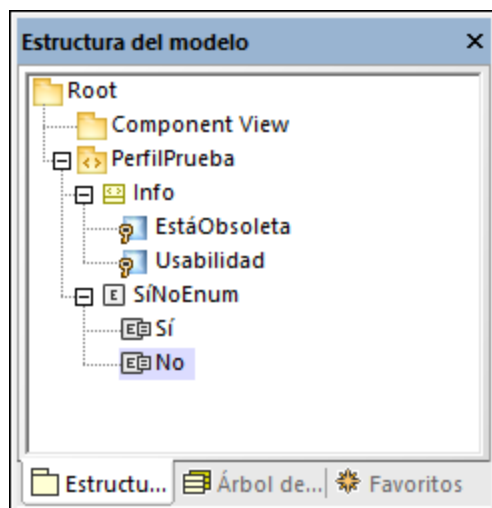 Estructura del modelo
Root
Component View
PerfilPrueba
Info
EstáObsoleta
Usabilidad
E SíNoEnum
E Sí
E No
Estructu... Árbol de... Favoritos